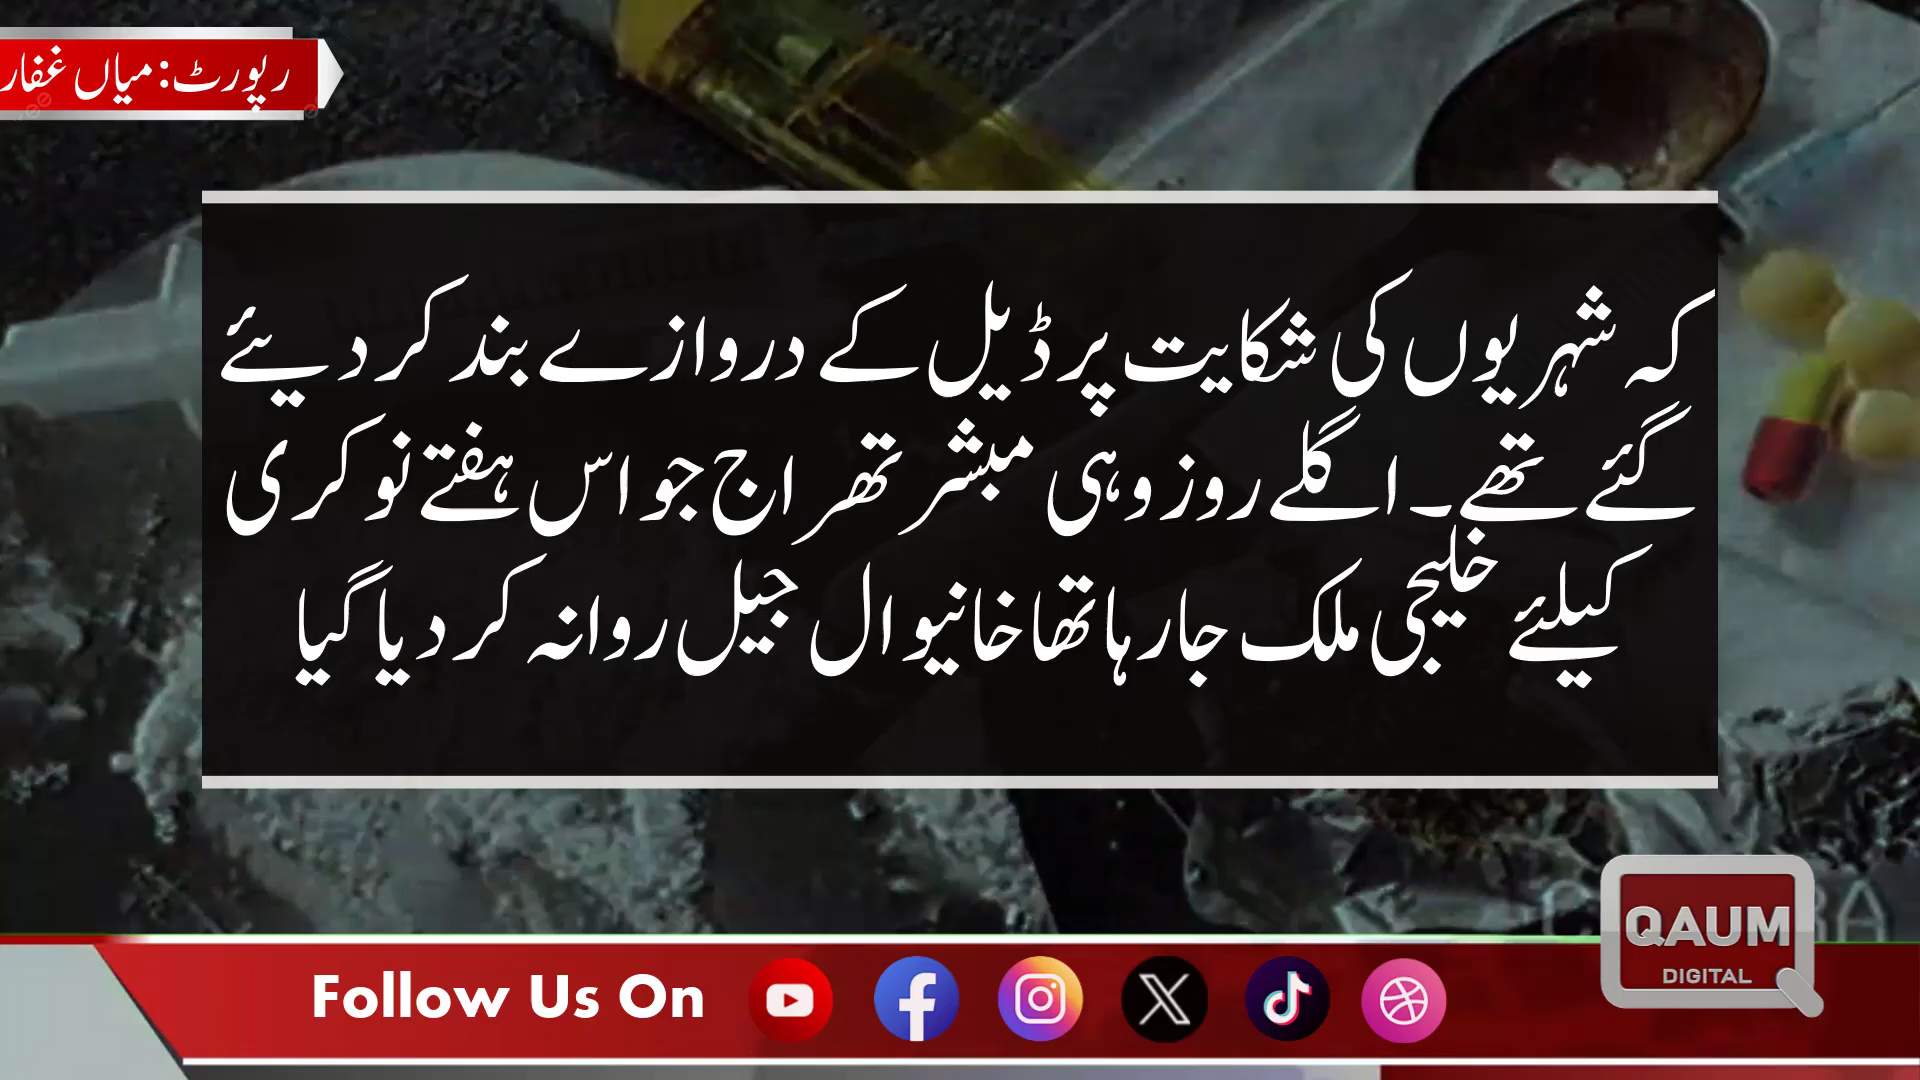 رپورٹ: میاں غفار
کہ شہریوں کی شکایت پر ڈیل کے دروازے بند کر دیئے
گئے تھے۔ اگلے روز وہی مبشر تھراج جو اس ہفتے نوکری
کیلئے خلیجی ملک جا رہا تھا خانیوال جیل روانہ کر دیا گیا
QAUM
DIGITAL
Follow Us On